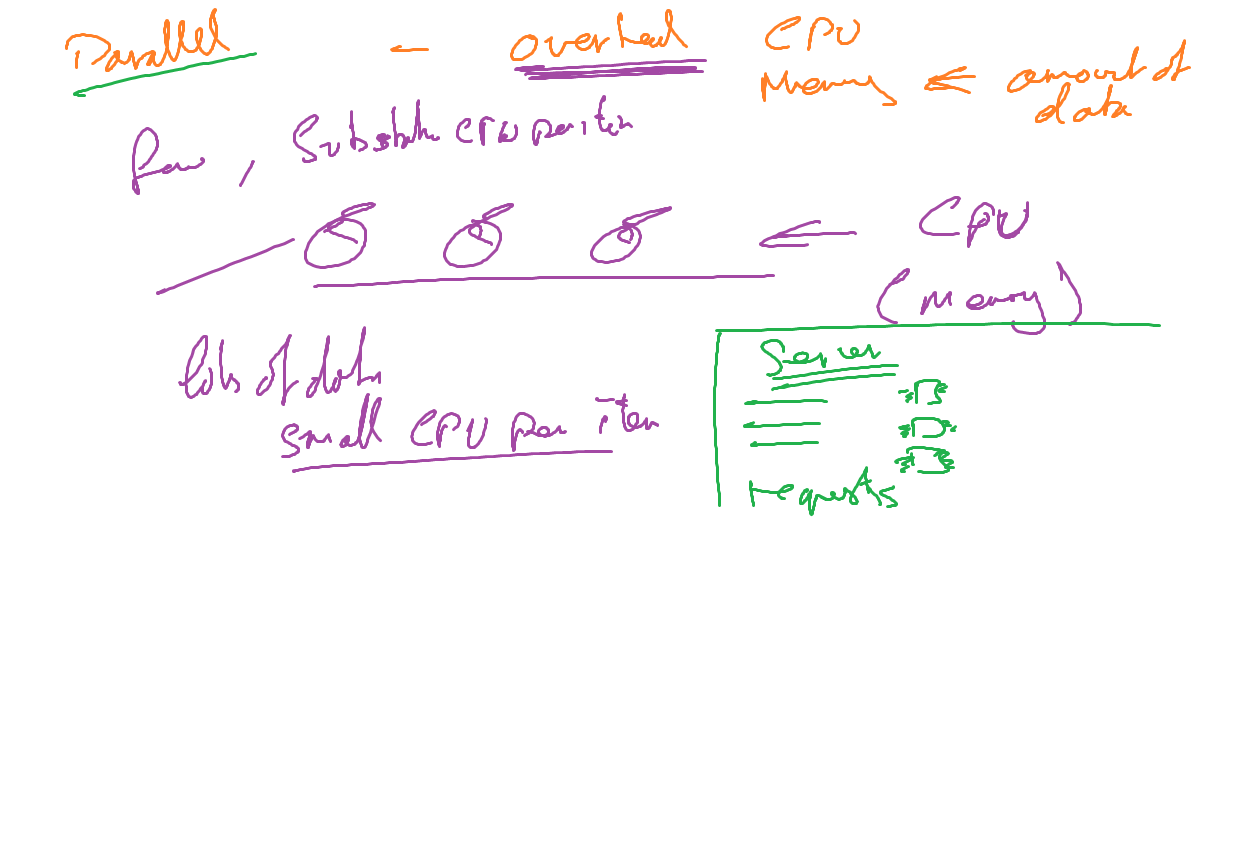 Parallel - overhead CPU
Memory ⇐ amount of
data
few, Substantial CPU per item
⇐ CPU
(Memory)
lots of data
small CPU per item
Server
requests